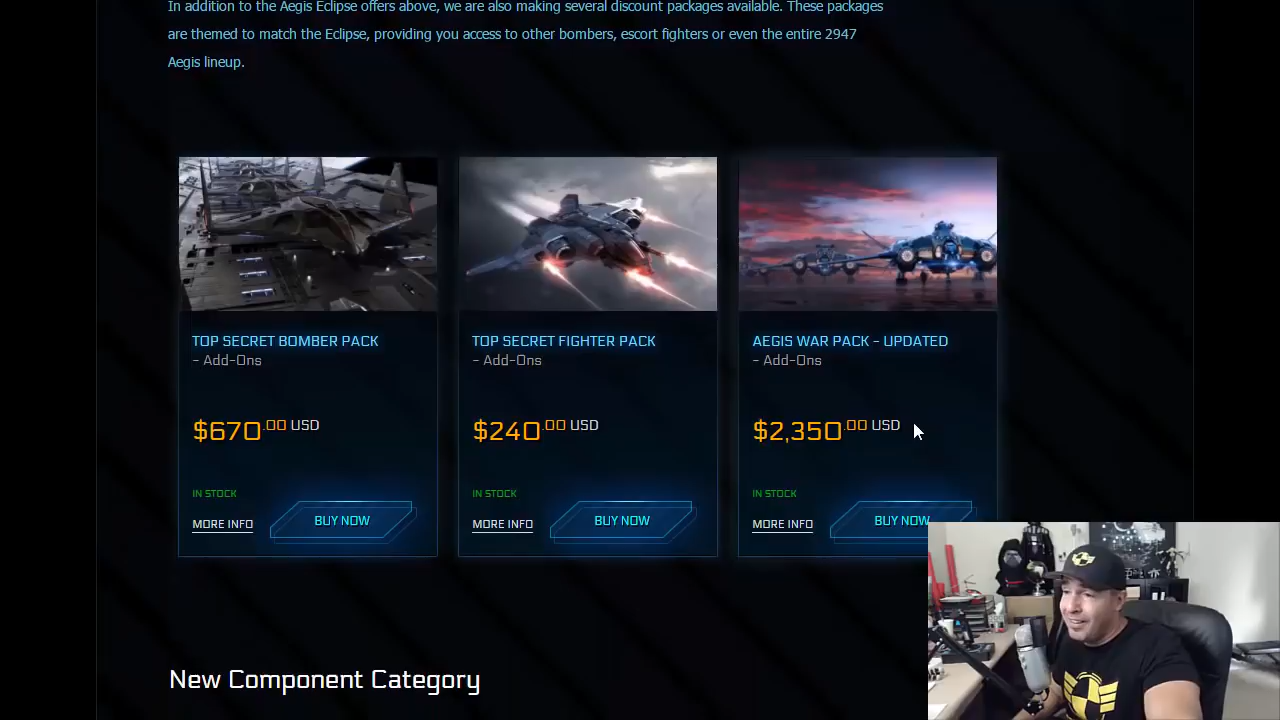 In addition to the Aegis Eclipse offers above, we are also making several discount packages available. These packages
are themed to match the Eclipse, providing you access to other bombers, escort fighters or even the entire 2947
Aegis lineup.
TOP SECRET BOMBER PACK
- Add-Ons
$670.00 USD
IN STOCK
MORE INFO
BUY NOW
TOP SECRET FIGHTER PACK
- Add-Ons
$240.00 USD
IN STOCK
MORE INFO
BUY NOW
AEGIS WAR PACK - UPDATED
- Add-Ons
$2,350.00 USD
IN STOCK
MORE INFO
BUY NOW
New Component Category